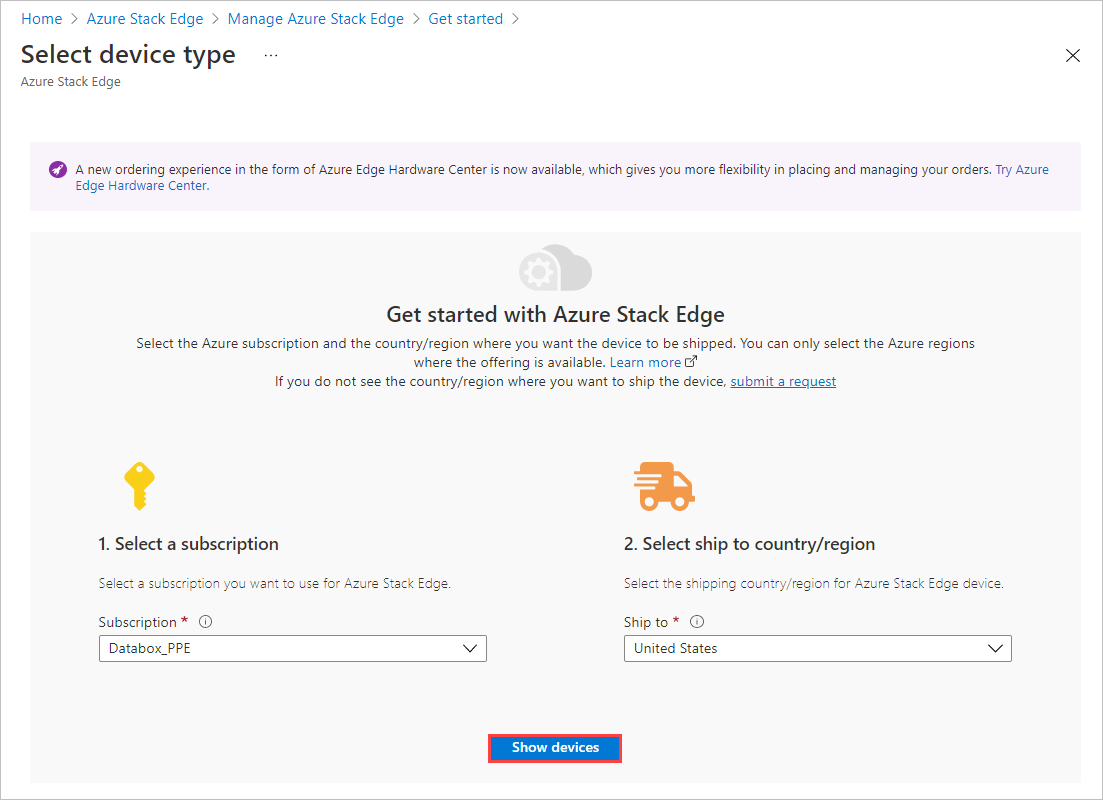 Home > Azure Stack Edge > Manage Azure Stack Edge > Get started >
Select device type ...
Azure Stack Edge
A new ordering experience in the form of Azure Edge Hardware Center is now available, which gives you more flexibility in placing and managing your orders. Try Azure
Edge Hardware Center.
Get started with Azure Stack Edge
Select the Azure subscription and the country/region where you want the device to be shipped. You can only select the Azure regions
where the offering is available. Learn more
If you do not see the country/region where you want to ship the device, submit a request
1. Select a subscription
Select a subscription you want to use for Azure Stack Edge.
Subscription *
Databox_PPE
2. Select ship to country/region
Select the shipping country/region for Azure Stack Edge device.
Ship to *
United States
Show devices